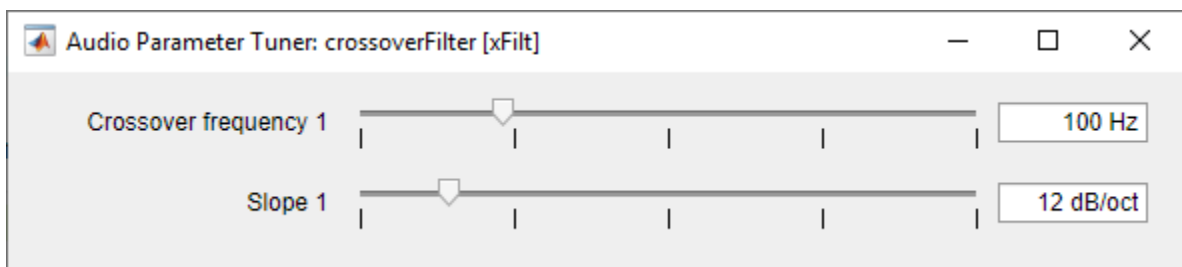 Audio Parameter Tuner: crossoverFilter [xFilt]
Crossover frequency 1 100 Hz
Slope 1 12 dB/oct